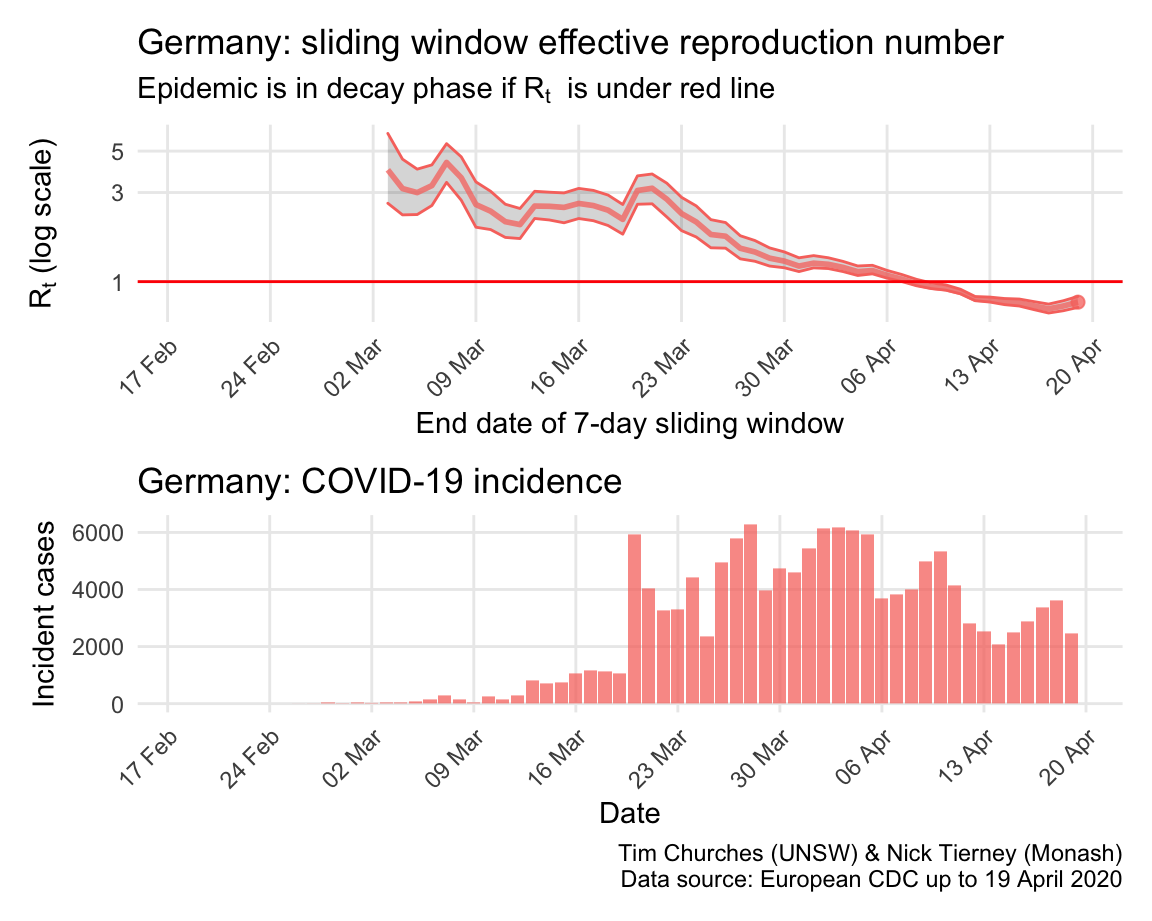 Germany: sliding window effective reproduction number
Epidemic is in decay phase if Rt is under red line
Rt (log scale)
5
3
1
17 Feb
24 Feb
02 Mar
09 Mar
16 Mar
23 Mar
30 Mar
06 Apr
13 Apr
20 Apr
End date of 7-day sliding window
Germany: COVID-19 incidence
Incident cases
6000
4000
2000
0
17 Feb
24 Feb
02 Mar
09 Mar
16 Mar
23 Mar
30 Mar
06 Apr
13 Apr
20 Apr
Date
Tim Churches (UNSW) & Nick Tierney (Monash)
Data source: European CDC up to 19 April 2020